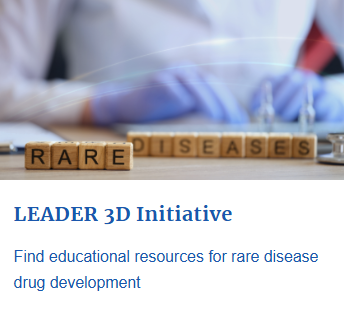 RARE DISEASES
LEADER 3D Initiative
Find educational resources for rare disease
drug development